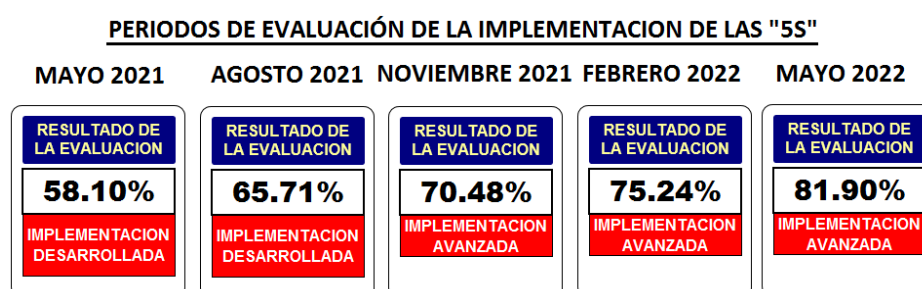 PERIODOS DE EVALUACIÓN DE LA IMPLEMENTACION DE LAS "5S"
MAYO 2021
RESULTADO DE
LA EVALUACION
58.10%
IMPLEMENTACION
DESARROLLADA
AGOSTO 2021
RESULTADO DE
LA EVALUACION
65.71%
IMPLEMENTACION
DESARROLLADA
NOVIEMBRE 2021
RESULTADO DE
LA EVALUACION
70.48%
IMPLEMENTACION
AVANZADA
FEBRERO 2022
RESULTADO DE
LA EVALUACION
75.24%
IMPLEMENTACION
AVANZADA
MAYO 2022
RESULTADO DE
LA EVALUACION
81.90%
IMPLEMENTACION
AVANZADA